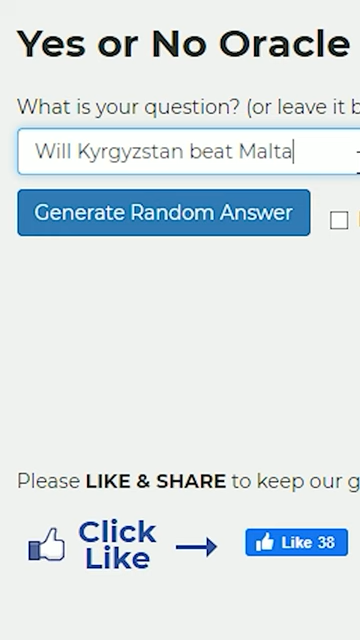 Yes or No Oracle
What is your question? (or leave it b
Will Kyrgyzstan beat Malta
Generate Random Answer
Please LIKE & SHARE to keep our g
Click
Like
Like 38